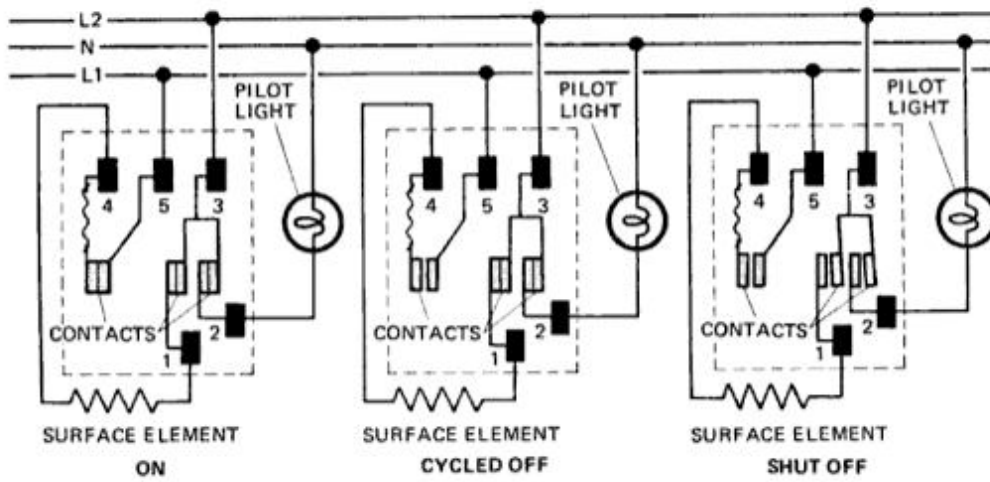 L2
N
L1
PILOT
LIGHT
4
5
3
CONTACTS
2
1
SURFACE ELEMENT
ON
PILOT
LIGHT
4
5
3
CONTACTS
2
1
SURFACE ELEMENT
CYCLED OFF
PILOT
LIGHT
4
5
3
CONTACTS
2
1
SURFACE ELEMENT
SHUT OFF